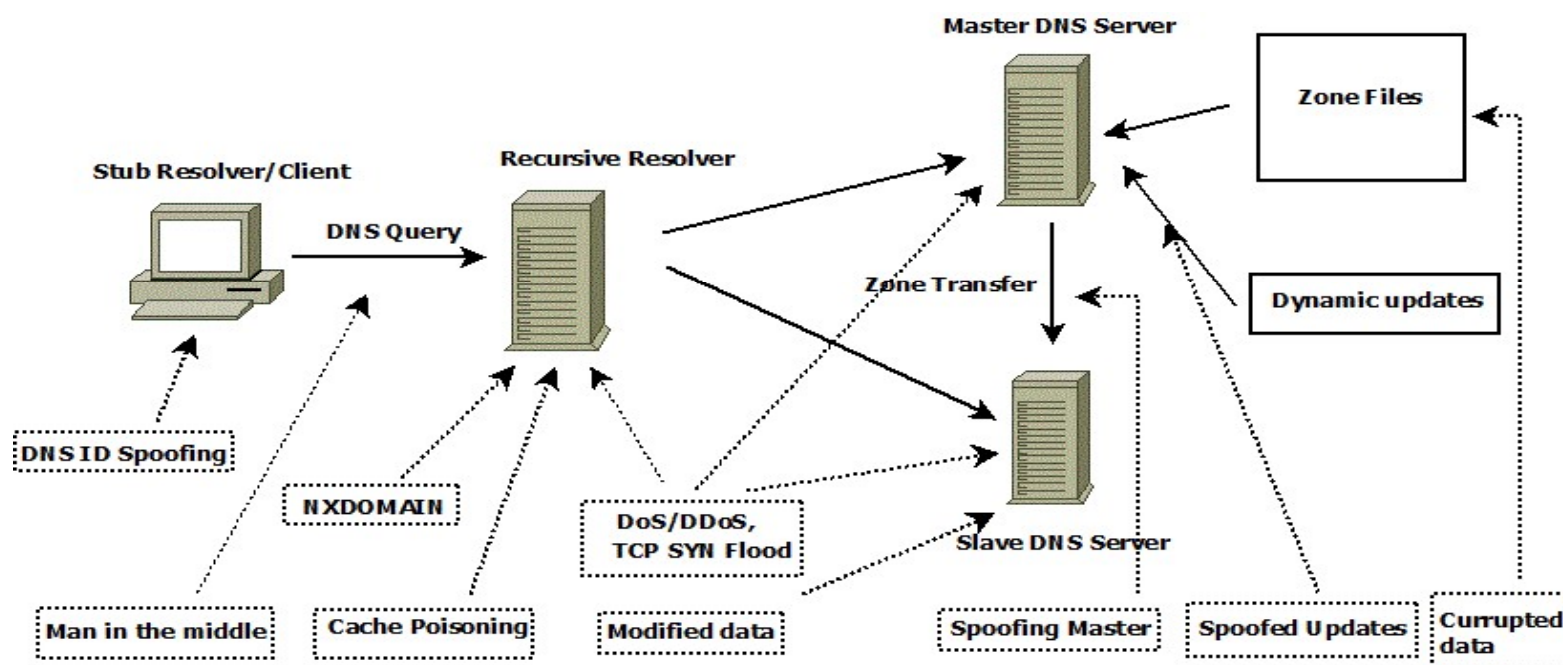 Master DNS Server
Zone Files
Recursive Resolver
Stub Resolver/Client
DNS Query
Zone Transfer
Dynamic updates
DNS ID Spoofing
NXDOMAIN
DoS/DDoS,
TCP SYN Flood
Slave DNS Server
Man in the middle
Cache Poisoning
Modified data
Spoofing Master
Spoofed Updates
Currupted
data